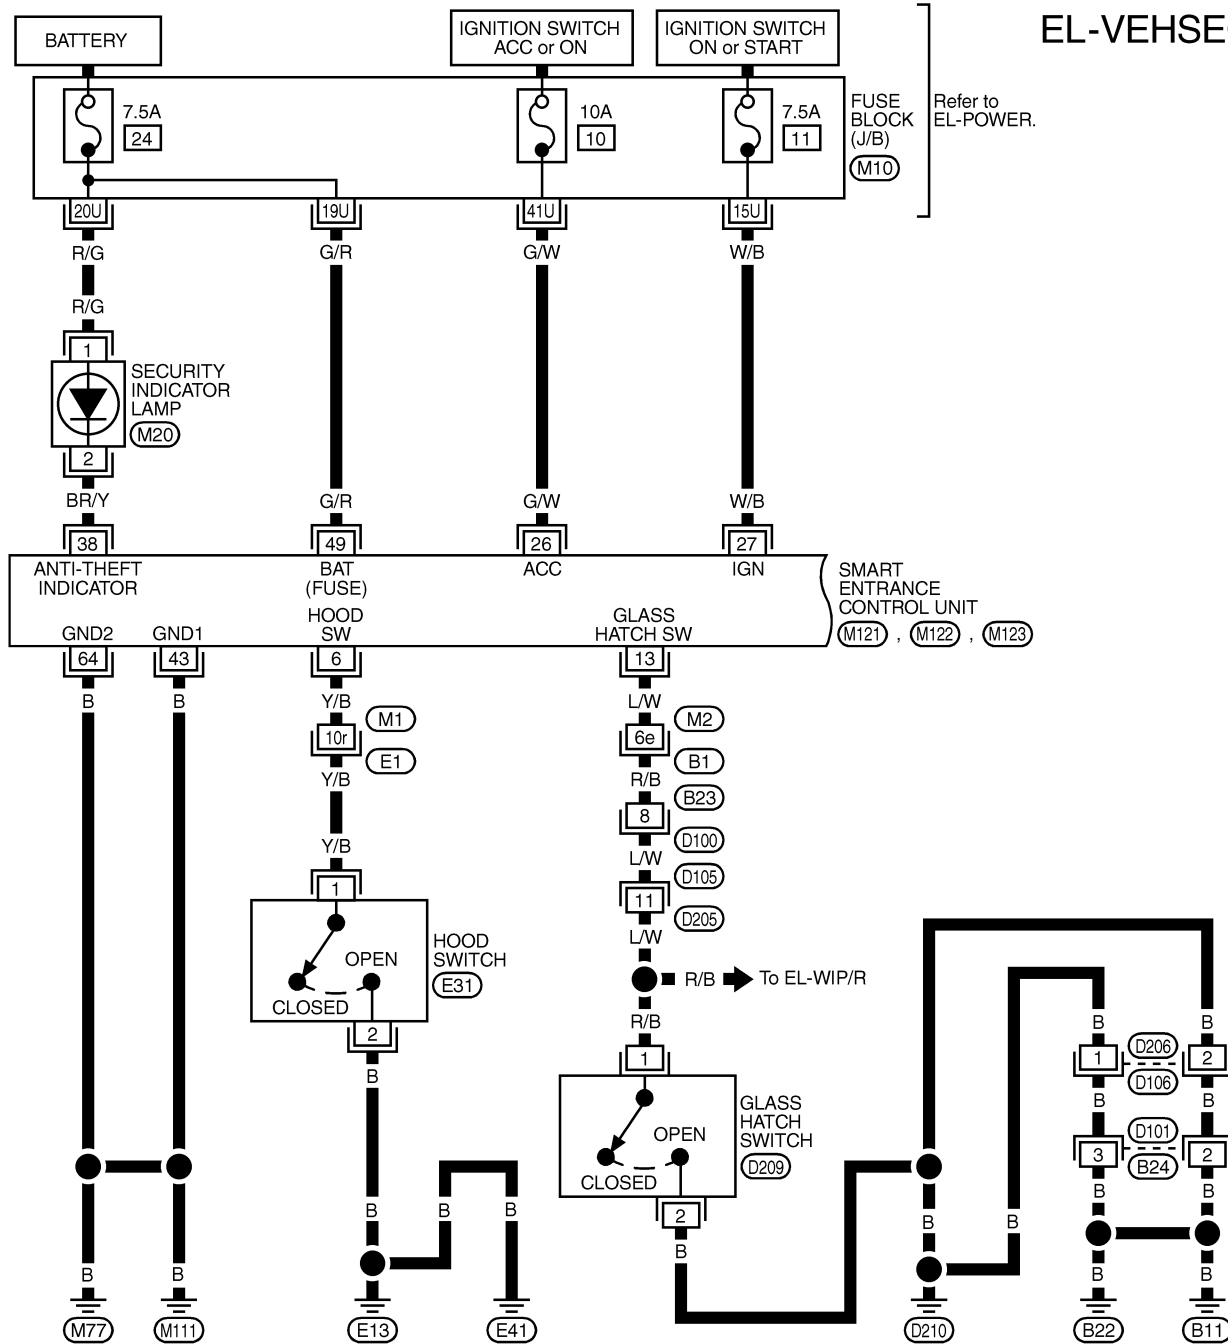 EL-VEHSE
BATTERY
IGNITION SWITCH
ACC or ON
IGNITION SWITCH
ON or START
7.5A
24
10A
10
7.5A
11
FUSE
BLOCK
(J/B)
M10
Refer to
EL-POWER.
20U
19U
41U
15U
R/G
G/R
G/W
W/B
R/G
1
SECURITY
INDICATOR
LAMP
M20
2
BR/Y
G/R
G/W
W/B
38
49
26
27
ANTI-THEFT
INDICATOR
BAT
(FUSE)
ACC
IGN
SMART
ENTRANCE
CONTROL UNIT
M121 , M122 , M123
GND2
GND1
HOOD
SW
GLASS
HATCH SW
64
43
6
13
B
B
Y/B
L/W
M1
10r
E1
Y/B
M2
6e
B1
R/B
B23
8
D100
L/W
D105
11
D205
L/W
Y/B
1
HOOD
SWITCH
E31
OPEN
CLOSED
2
B
R/B
To EL-WIP/R
R/B
1
GLASS
HATCH
SWITCH
D209
OPEN
CLOSED
2
B
B
B
1
D206
D106
2
B
B
3
D101
B24
2
B
B
B
B
B
B
B
B
B
B
B
B
M77
M111
E13
E41
D210
B22
B11